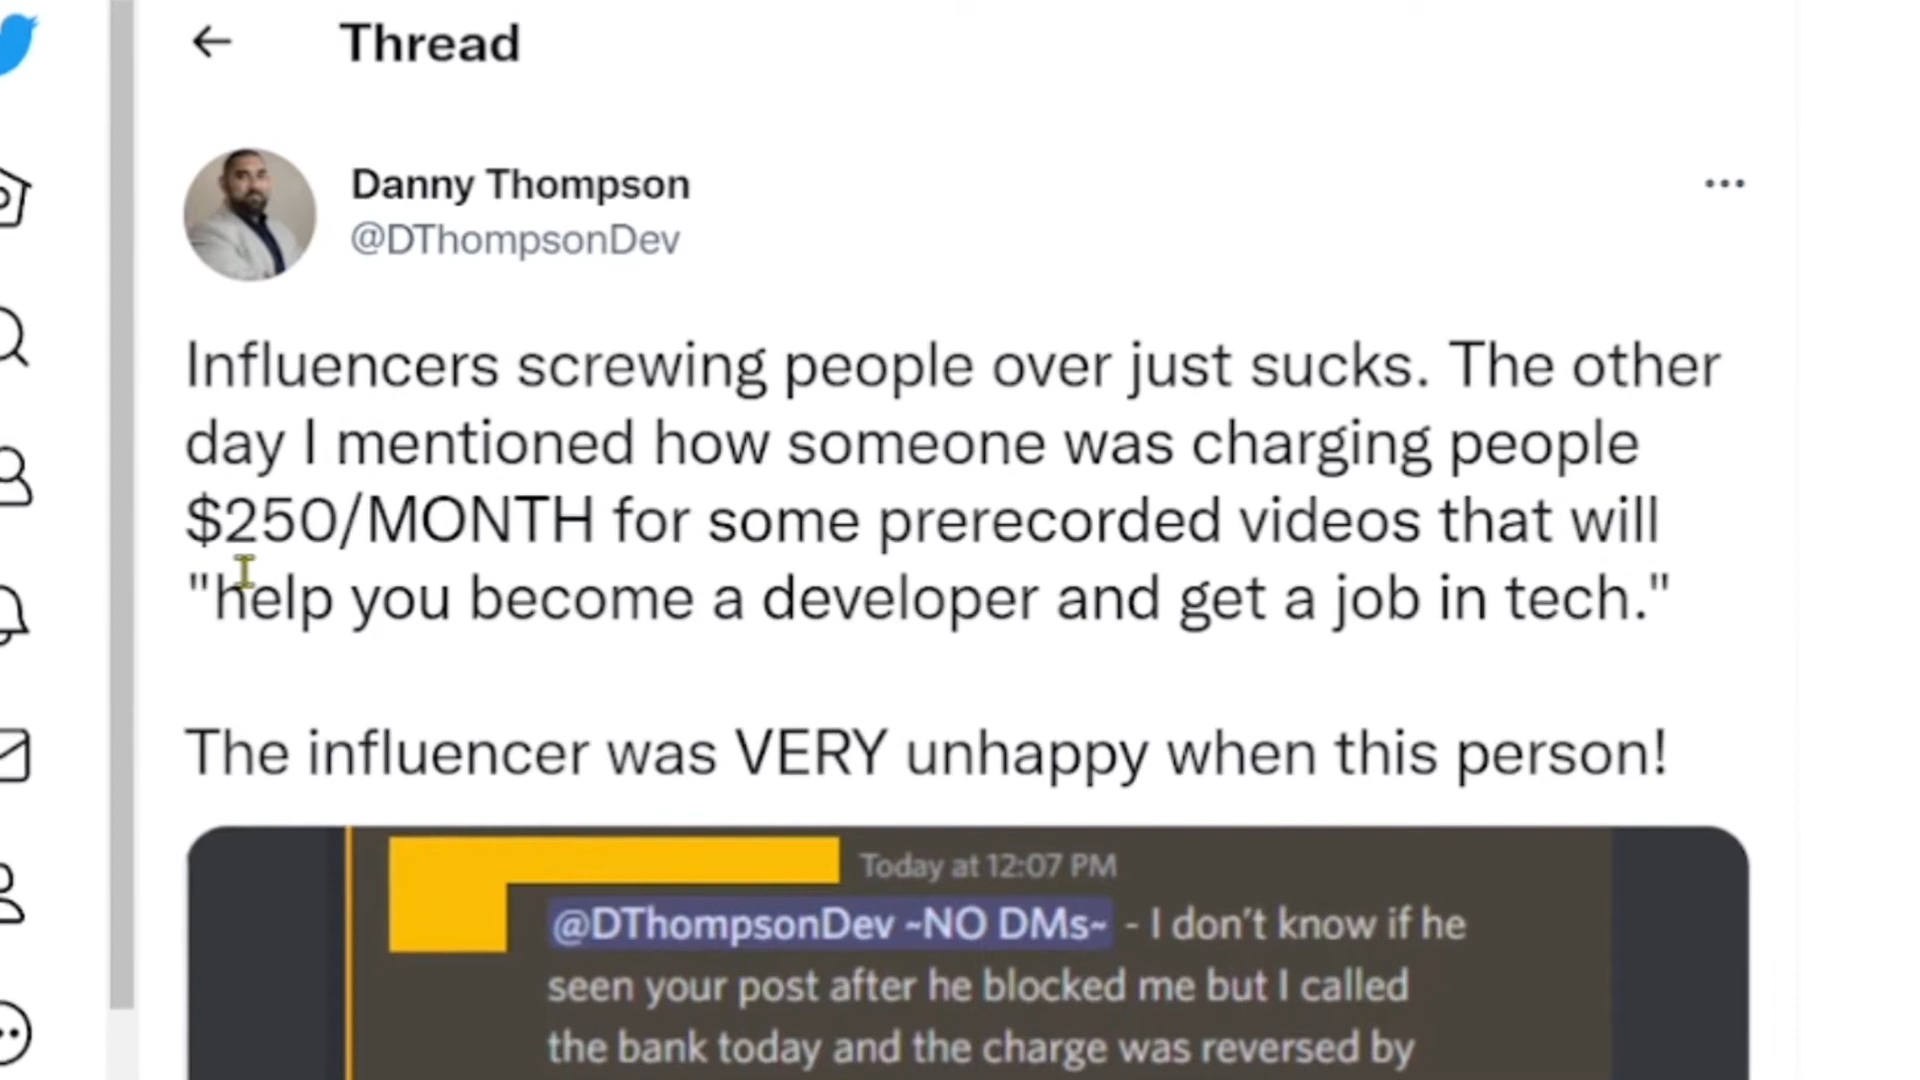 Thread
Danny Thompson
@DThompsonDev
Influencers screwing people over just sucks. The other
day I mentioned how someone was charging people
$250/MONTH for some prerecorded videos that will
"help you become a developer and get a job in tech."
The influencer was VERY unhappy when this person!
Today at 12:07 PM
@DThompsonDev ~NO DMs~ - I don't know if he
seen your post after he blocked me but I called
the bank today and the charge was reversed by